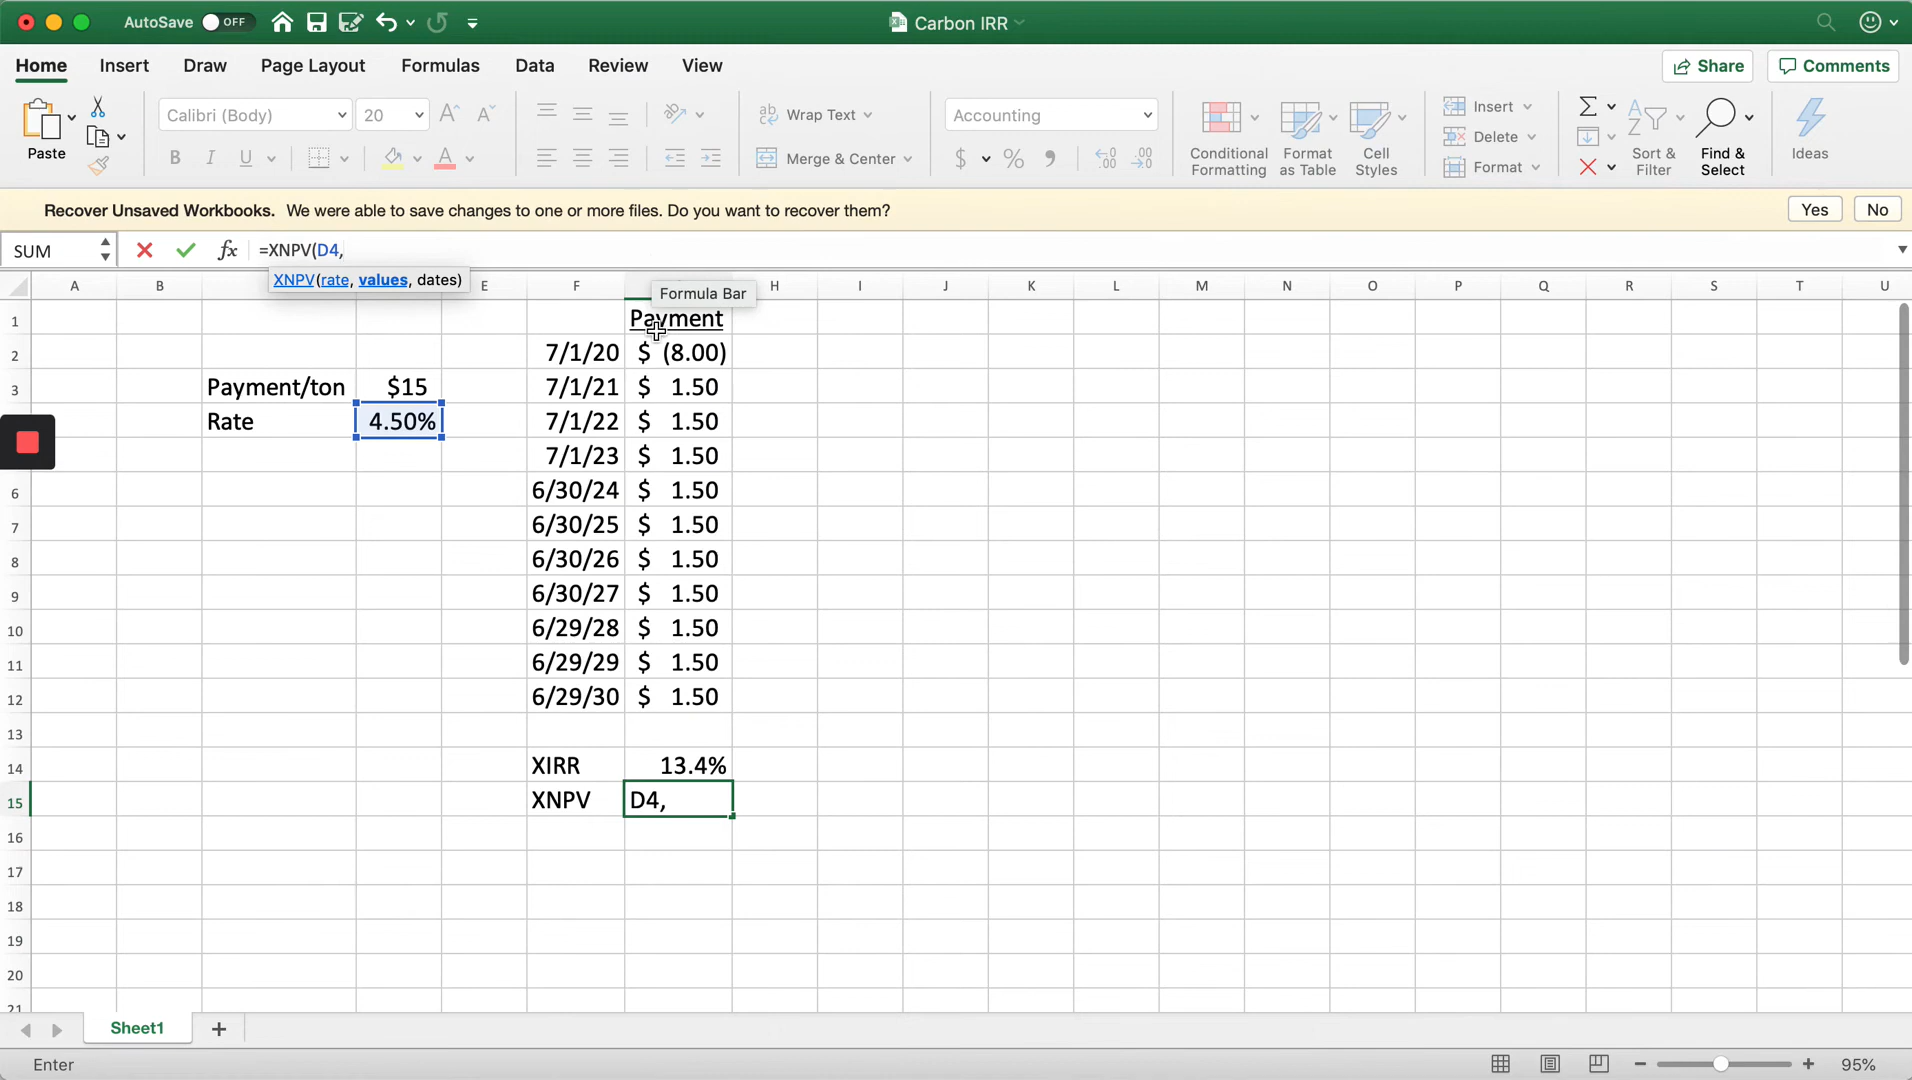 AutoSave OFF Carbon IRR
Home Insert Draw Page Layout Formulas Data Review View Share Comments
Paste Calibri (Body) 20 Wrap Text Merge & Center Accounting Conditional Formatting Format as Table Cell Styles Insert Delete Format Sort & Filter Find & Select Ideas
Recover Unsaved Workbooks. We were able to save changes to one or more files. Do you want to recover them? Yes No
SUM fx =XNPV(D4,
XNPV(rate, values, dates)
Formula Bar
A B E F H I J K L M N O P Q R S T U
1 Payment
2 7/1/20 $ (8.00)
3 Payment/ton $15 7/1/21 $ 1.50
Rate 4.50% 7/1/22 $ 1.50
7/1/23 $ 1.50
6 6/30/24 $ 1.50
7 6/30/25 $ 1.50
8 6/30/26 $ 1.50
9 6/30/27 $ 1.50
10 6/29/28 $ 1.50
11 6/29/29 $ 1.50
12 6/29/30 $ 1.50
13
14 XIRR 13.4%
15 XNPV D4,
16
17
18
19
20
21
Sheet1
Enter 95%